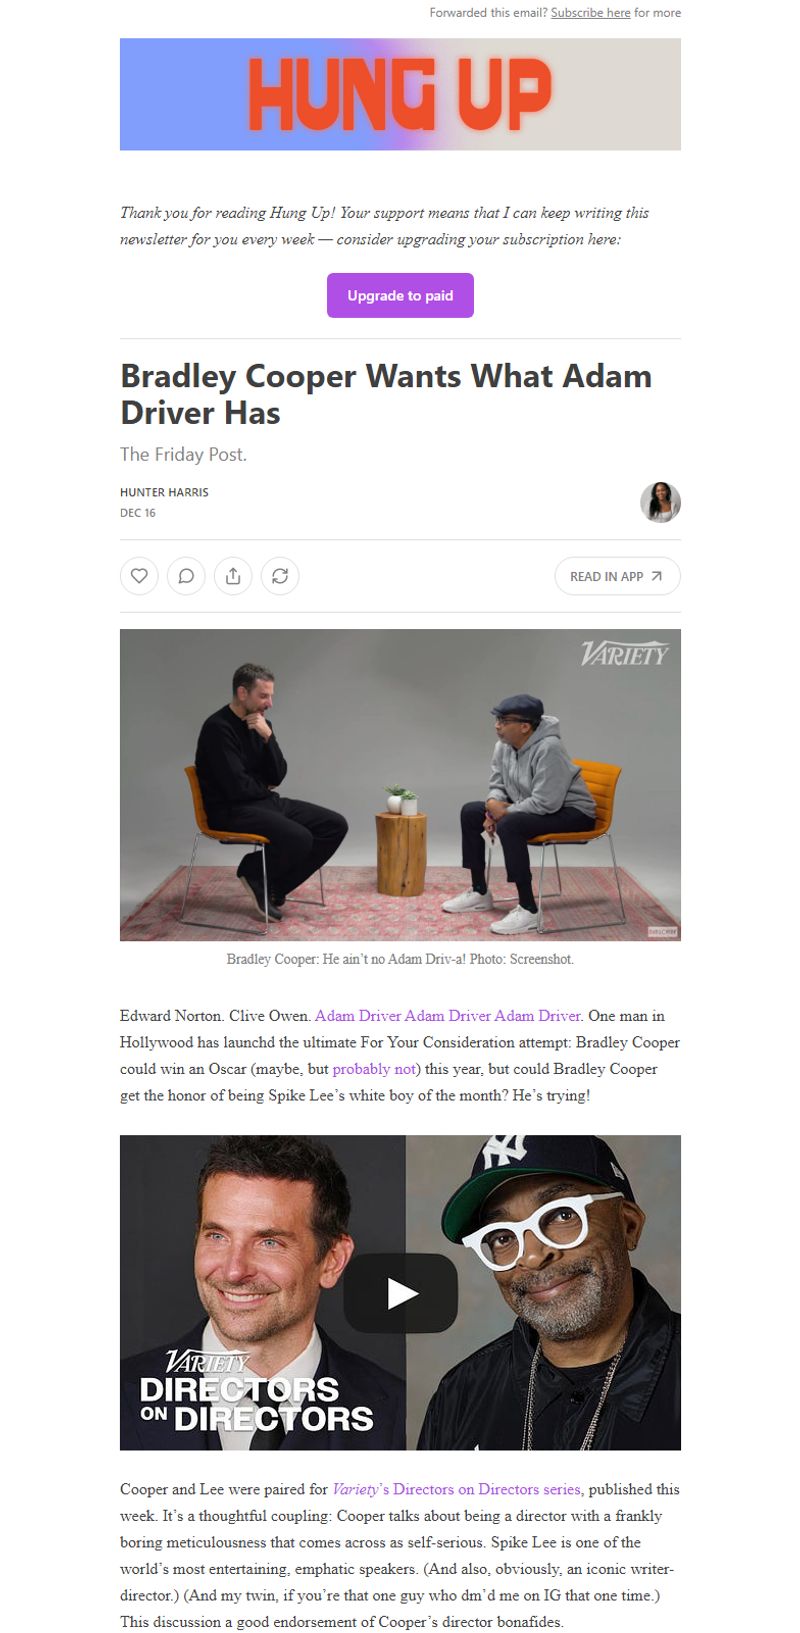 Forwarded this email? Subscribe here for more
HUNG UP
Thank you for reading Hung Up! Your support means that I can keep writing this
newsletter for you every week — consider upgrading your subscription here:
Upgrade to paid
Bradley Cooper Wants What Adam
Driver Has
The Friday Post.
HUNTER HARRIS
DEC 16
READ IN APP
VARIETY
SUBSCRIBE
Bradley Cooper: He ain’t no Adam Driv-a! Photo: Screenshot.
Edward Norton. Clive Owen. Adam Driver Adam Driver Adam Driver. One man in
Hollywood has launchd the ultimate For Your Consideration attempt: Bradley Cooper
could win an Oscar (maybe, but probably not) this year, but could Bradley Cooper
get the honor of being Spike Lee’s white boy of the month? He’s trying!
VARIETY
DIRECTORS
ON DIRECTORS
Cooper and Lee were paired for Variety’s Directors on Directors series, published this
week. It’s a thoughtful coupling: Cooper talks about being a director with a frankly
boring meticulousness that comes across as self-serious. Spike Lee is one of the
world’s most entertaining, emphatic speakers. (And also, obviously, an iconic writer-
director.) (And my twin, if you’re that one guy who dm’d me on IG that one time.)
This discussion a good endorsement of Cooper’s director bonafides.